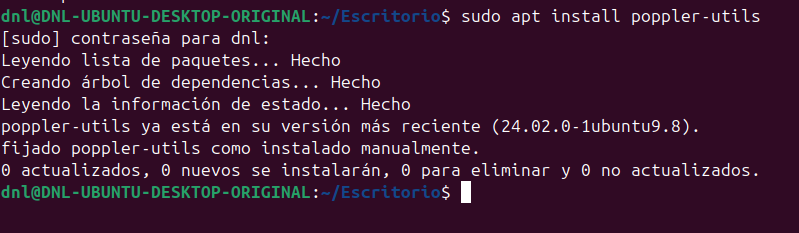 dnl@DNL-UBUNTU-DESKTOP-ORIGINAL:~/Escritorio$ sudo apt install poppler-utils
[sudo] contraseña para dnl:
Leyendo lista de paquetes... Hecho
Creando árbol de dependencias... Hecho
Leyendo la información de estado... Hecho
poppler-utils ya está en su versión más reciente (24.02.0-1ubuntu9.8).
fijado poppler-utils como instalado manualmente.
0 actualizados, 0 nuevos se instalarán, 0 para eliminar y 0 no actualizados.
dnl@DNL-UBUNTU-DESKTOP-ORIGINAL:~/Escritorio$